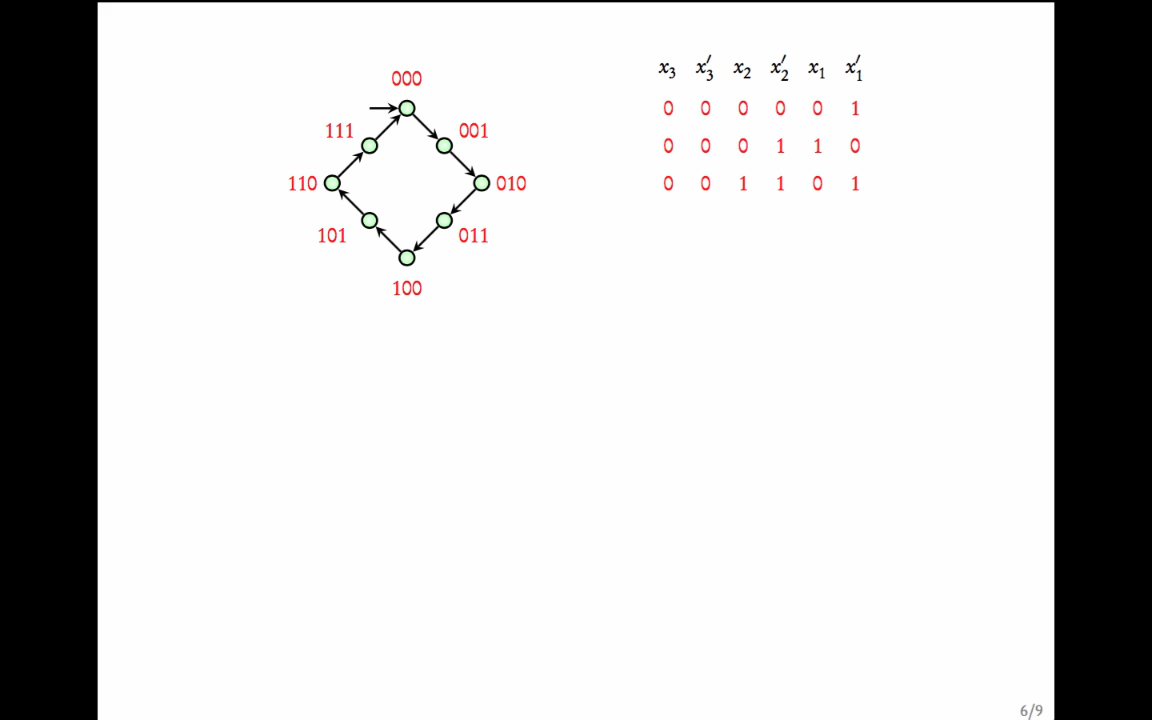 000
111
001
110
010
101
011
100
x₃ x₃′ x₂ x₂′ x₁ x₁′
0 0 0 0 0 1
0 0 0 1 1 0
0 0 1 1 0 1
6/9